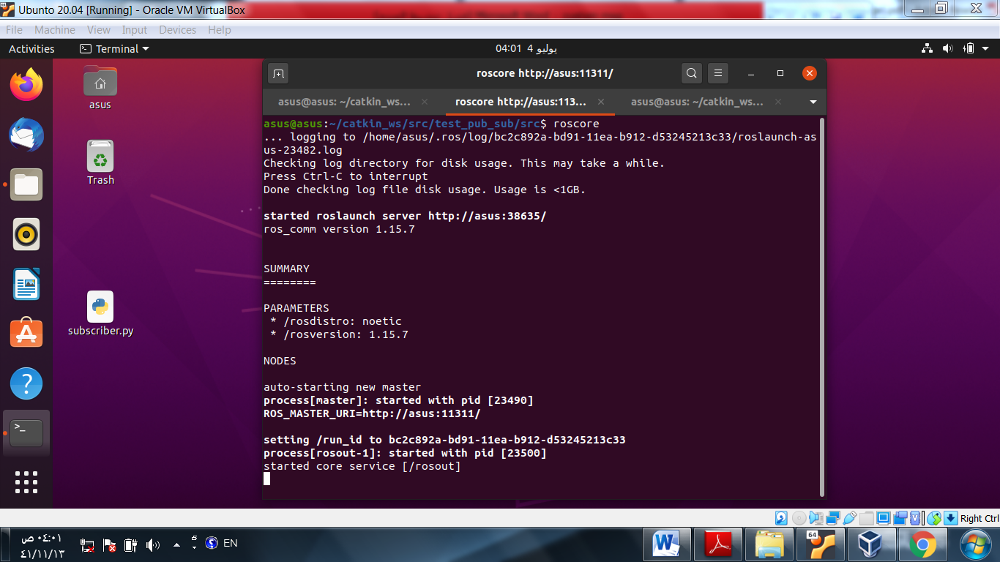 Ubunto 20.04 [Running] - Oracle VM VirtualBox
File Machine View Input Devices Help
Activities
Terminal
04:01 4 يوليو
asus
Trash
subscriber.py
roscore http://asus:11311/
asus@asus: ~/catkin_ws...
roscore http://asus:113...
asus@asus: ~/catkin_ws...
asus@asus:~/catkin_ws/src/test_pub_sub/src$ roscore
... logging to /home/asus/.ros/log/bc2c892a-bd91-11ea-b912-d53245213c33/roslaunch-as
us-23482.log
Checking log directory for disk usage. This may take a while.
Press Ctrl-C to interrupt
Done checking log file disk usage. Usage is <1GB.
started roslaunch server http://asus:38635/
ros_comm version 1.15.7
SUMMARY
========
PARAMETERS
* /rosdistro: noetic
* /rosversion: 1.15.7
NODES
auto-starting new master
process[master]: started with pid [23490]
ROS_MASTER_URI=http://asus:11311/
setting /run_id to bc2c892a-bd91-11ea-b912-d53245213c33
process[rosout-1]: started with pid [23500]
started core service [/rosout]
Right Ctrl
٠٤:٠١ ص
٤١/١١/١٣
EN
64